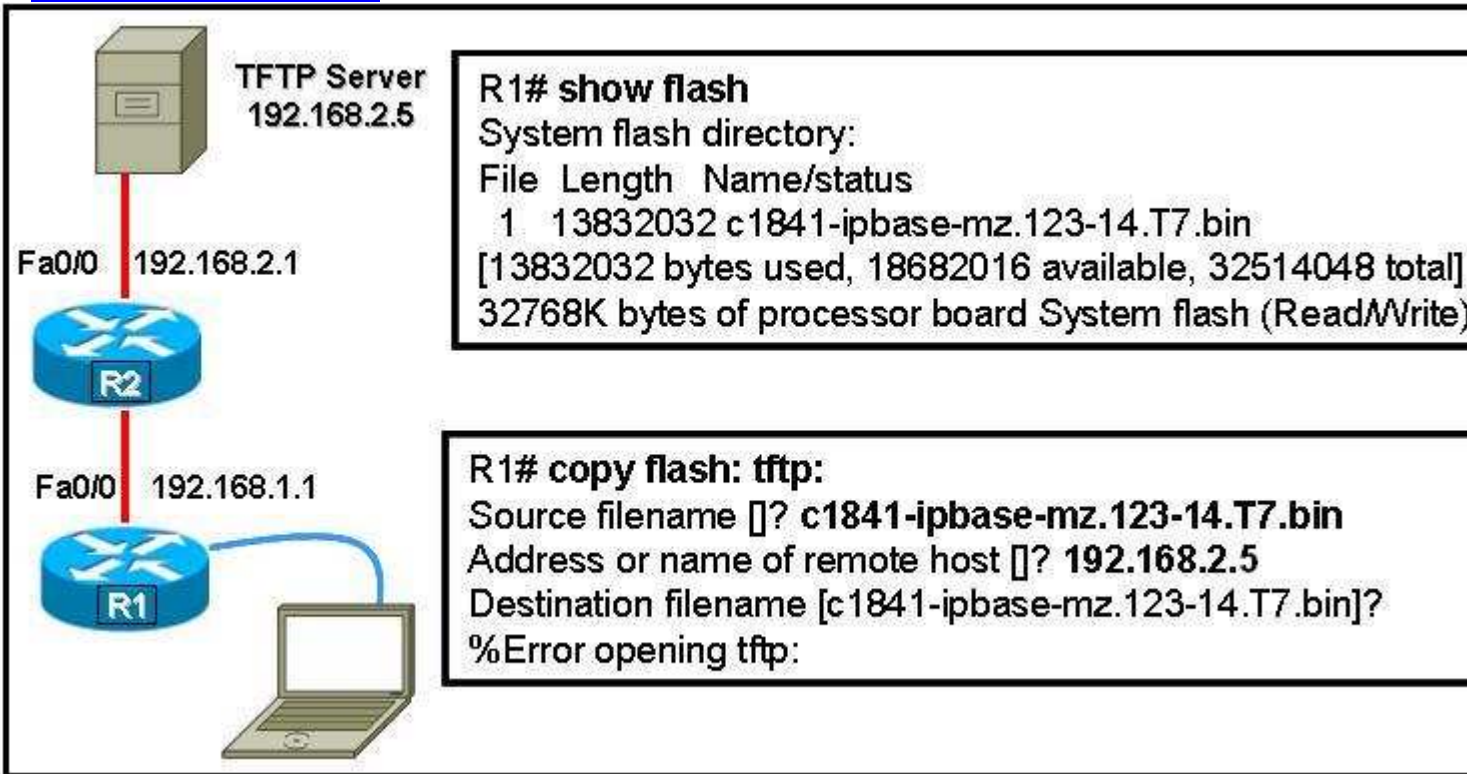 TFTP Server
192.168.2.5
Fa0/0 192.168.2.1
R2
Fa0/0 192.168.1.1
R1
R1# show flash
System flash directory:
File Length Name/status
1 13832032 c1841-ipbase-mz.123-14.T7.bin
[13832032 bytes used, 18682016 available, 32514048 total]
32768K bytes of processor board System flash (Read/Write)
R1# copy flash: tftp:
Source filename []? c1841-ipbase-mz.123-14.T7.bin
Address or name of remote host []? 192.168.2.5
Destination filename [c1841-ipbase-mz.123-14.T7.bin]?
%Error opening tftp: